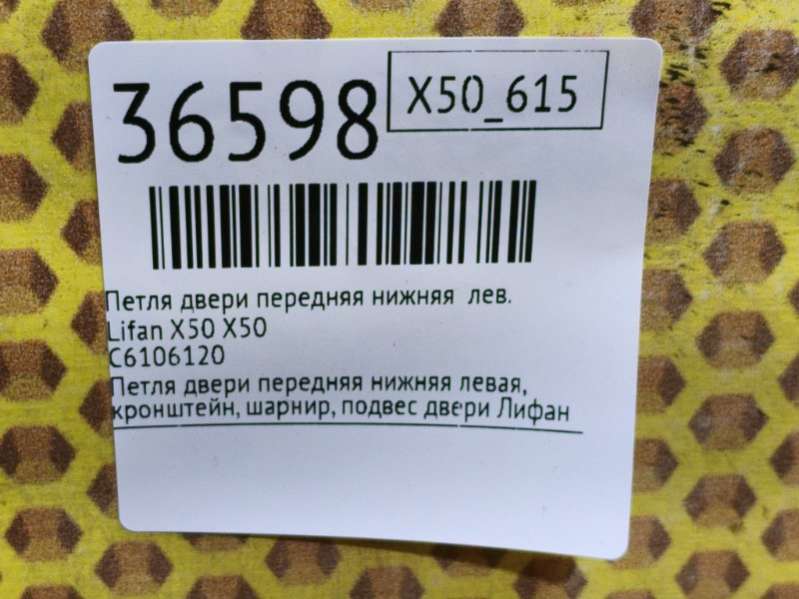 36598
X50_615
Петля двери передняя нижняя лев.
Lifan X50 X50
C6106120
Петля двери передняя нижняя левая,
кронштейн, шарнир, подвес двери Лифан